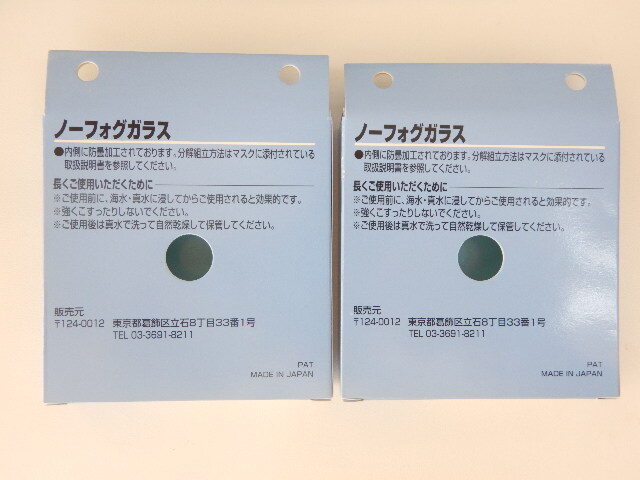 ノーフォグガラス
●内側に防曇加工されております。分解組立方法はマスクに添付されている
取扱説明書を参照してください。
長くご使用いただくために
※ご使用前に、海水・真水に浸してからご使用されると効果的です。
※強くこすったりしないでください。
※ご使用後は真水で洗って自然乾燥して保管してください。
販売元
〒124-0012 東京都葛飾区立石8丁目33番1号
TEL 03-3691-8211
PAT
MADE IN JAPAN
ノーフォグガラス
●内側に防曇加工されております。分解組立方法はマスクに添付されている
取扱説明書を参照してください。
長くご使用いただくために
※ご使用前に、海水・真水に浸してからご使用されると効果的です。
※強くこすったりしないでください。
※ご使用後は真水で洗って自然乾燥して保管してください。
販売元
〒124-0012 東京都葛飾区立石8丁目33番1号
TEL 03-3691-8211
PAT
MADE IN JAPAN